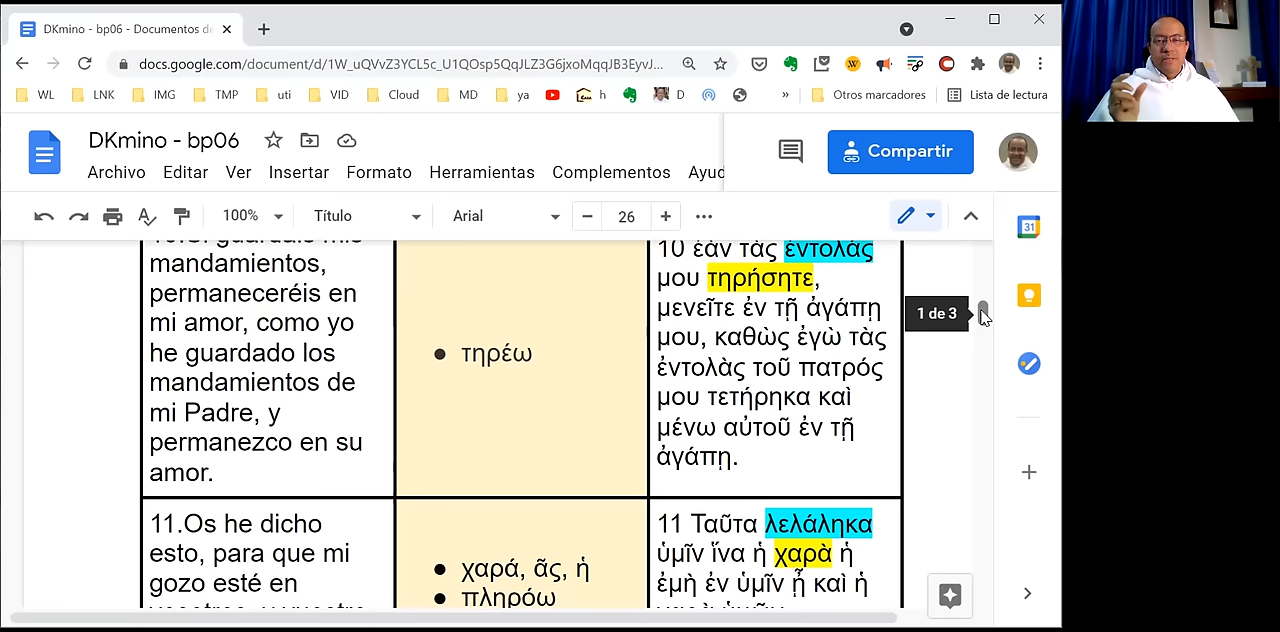 DKmino - bp06 - Documentos de
docs.google.com/document/d/1W_uQVvZ3YCL5c_U1QOsp5QqJLZ3G6jxoMqqJB3EyvJ...
WL LNK IMG TMP uti VID Cloud MD ya h D » Otros marcadores Lista de lectura
DKmino - bp06
Compartir
Archivo Editar Ver Insertar Formato Herramientas Complementos Ayud
100% Título Arial 26
31
mandamientos,
permaneceréis en
mi amor, como yo
he guardado los
mandamientos de
mi Padre, y
permanezco en su
amor.
τηρέω
10 ἐὰν τὰς ἐντολάς
μου τηρήσητε,
μενεῖτε ἐν τῇ ἀγάπῃ
μου, καθὼς ἐγὼ τὰς
ἐντολὰς τοῦ πατρός
μου τετήρηκα καὶ
μένω αὐτοῦ ἐν τῇ
ἀγάπῃ.
1 de 3
11.Os he dicho
esto, para que mi
gozo esté en
χαρά, ᾶς, ἡ
πληρόω
11 Ταῦτα λελάληκα
ὑμῖν ἵνα ἡ χαρὰ ἡ
ἐμὴ ἐν ὑμῖν ᾖ καὶ ἡ